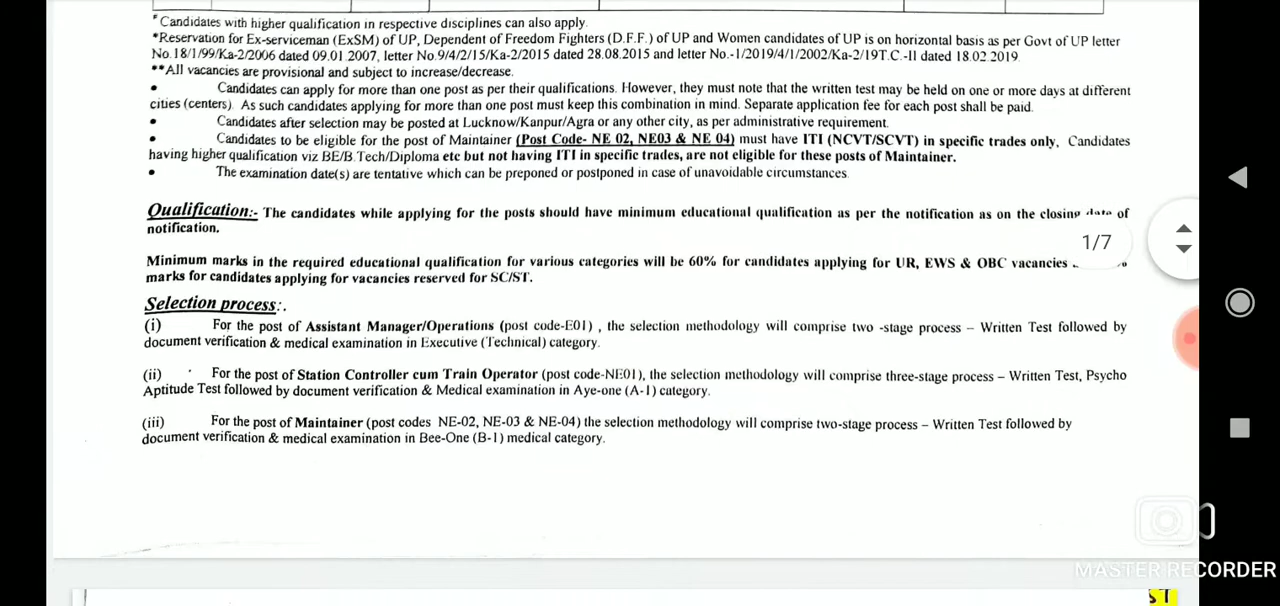 *Candidates with higher qualification in respective disciplines can also apply.
*Reservation for Ex-serviceman (ExSM) of UP, Dependent of Freedom Fighters (D.F.F.) of UP and Women candidates of UP is on horizontal basis as per Govt of UP letter
No.18/1/99/Ka-2/2006 dated 09.01.2007, letter No.9/4/2/15/Ka-2/2015 dated 28.08.2015 and letter No.-1/2019/4/1/2002/Ka-2/19T.C.-II dated 18.02.2019.
**All vacancies are provisional and subject to increase/decrease.
• Candidates can apply for more than one post as per their qualifications. However, they must note that the written test may be held on one or more days at different
cities (centers). As such candidates applying for more than one post must keep this combination in mind. Separate application fee for each post shall be paid.
• Candidates after selection may be posted at Lucknow/Kanpur/Agra or any other city, as per administrative requirement.
• Candidates to be eligible for the post of Maintainer (Post Code- NE 02, NE03 & NE 04) must have ITI (NCVT/SCVT) in specific trades only, Candidates
having higher qualification viz BE/B.Tech/Diploma etc but not having ITI in specific trades, are not eligible for these posts of Maintainer.
• The examination date(s) are tentative which can be preponed or postponed in case of unavoidable circumstances.
Qualification:- The candidates while applying for the posts should have minimum educational qualification as per the notification as on the closing date of
notification.
1/7
Minimum marks in the required educational qualification for various categories will be 60% for candidates applying for UR, EWS & OBC vacancies
marks for candidates applying for vacancies reserved for SC/ST.
Selection process:.
(i) For the post of Assistant Manager/Operations (post code-E01) , the selection methodology will comprise two -stage process – Written Test followed by
document verification & medical examination in Executive (Technical) category.
(ii) For the post of Station Controller cum Train Operator (post code-NE01), the selection methodology will comprise three-stage process – Written Test, Psycho
Aptitude Test followed by document verification & Medical examination in Aye-one (A-1) category.
(iii) For the post of Maintainer (post codes NE-02, NE-03 & NE-04) the selection methodology will comprise two-stage process – Written Test followed by
document verification & medical examination in Bee-One (B-1) medical category.
MASTER RECORDER
ST